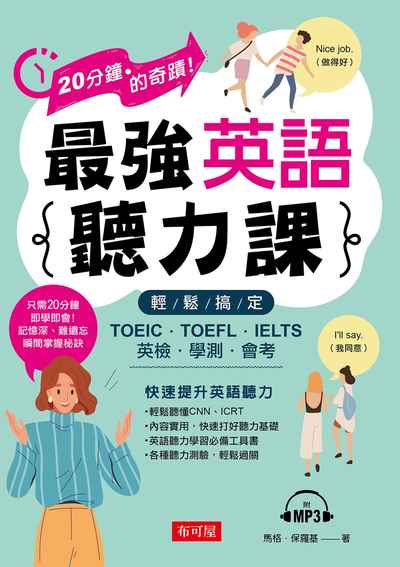 20分鐘·的奇蹟！
Nice job.
（做得好）
最強英語
{聽力課}
輕/鬆/搞/定
TOEIC·TOEFL·IELTS
英檢·學測·會考
只需20分鐘
即學即會！
記憶深、難遺忘
瞬間掌握秘訣
I'll say.
（我同意）
快速提升英語聽力
•輕鬆聽懂CNN、ICRT
•內容實用，快速打好聽力基礎
•英語聽力學習必備工具書
•各種聽力測驗，輕鬆過關
附
MP3
布可屋
馬格·保羅基──著